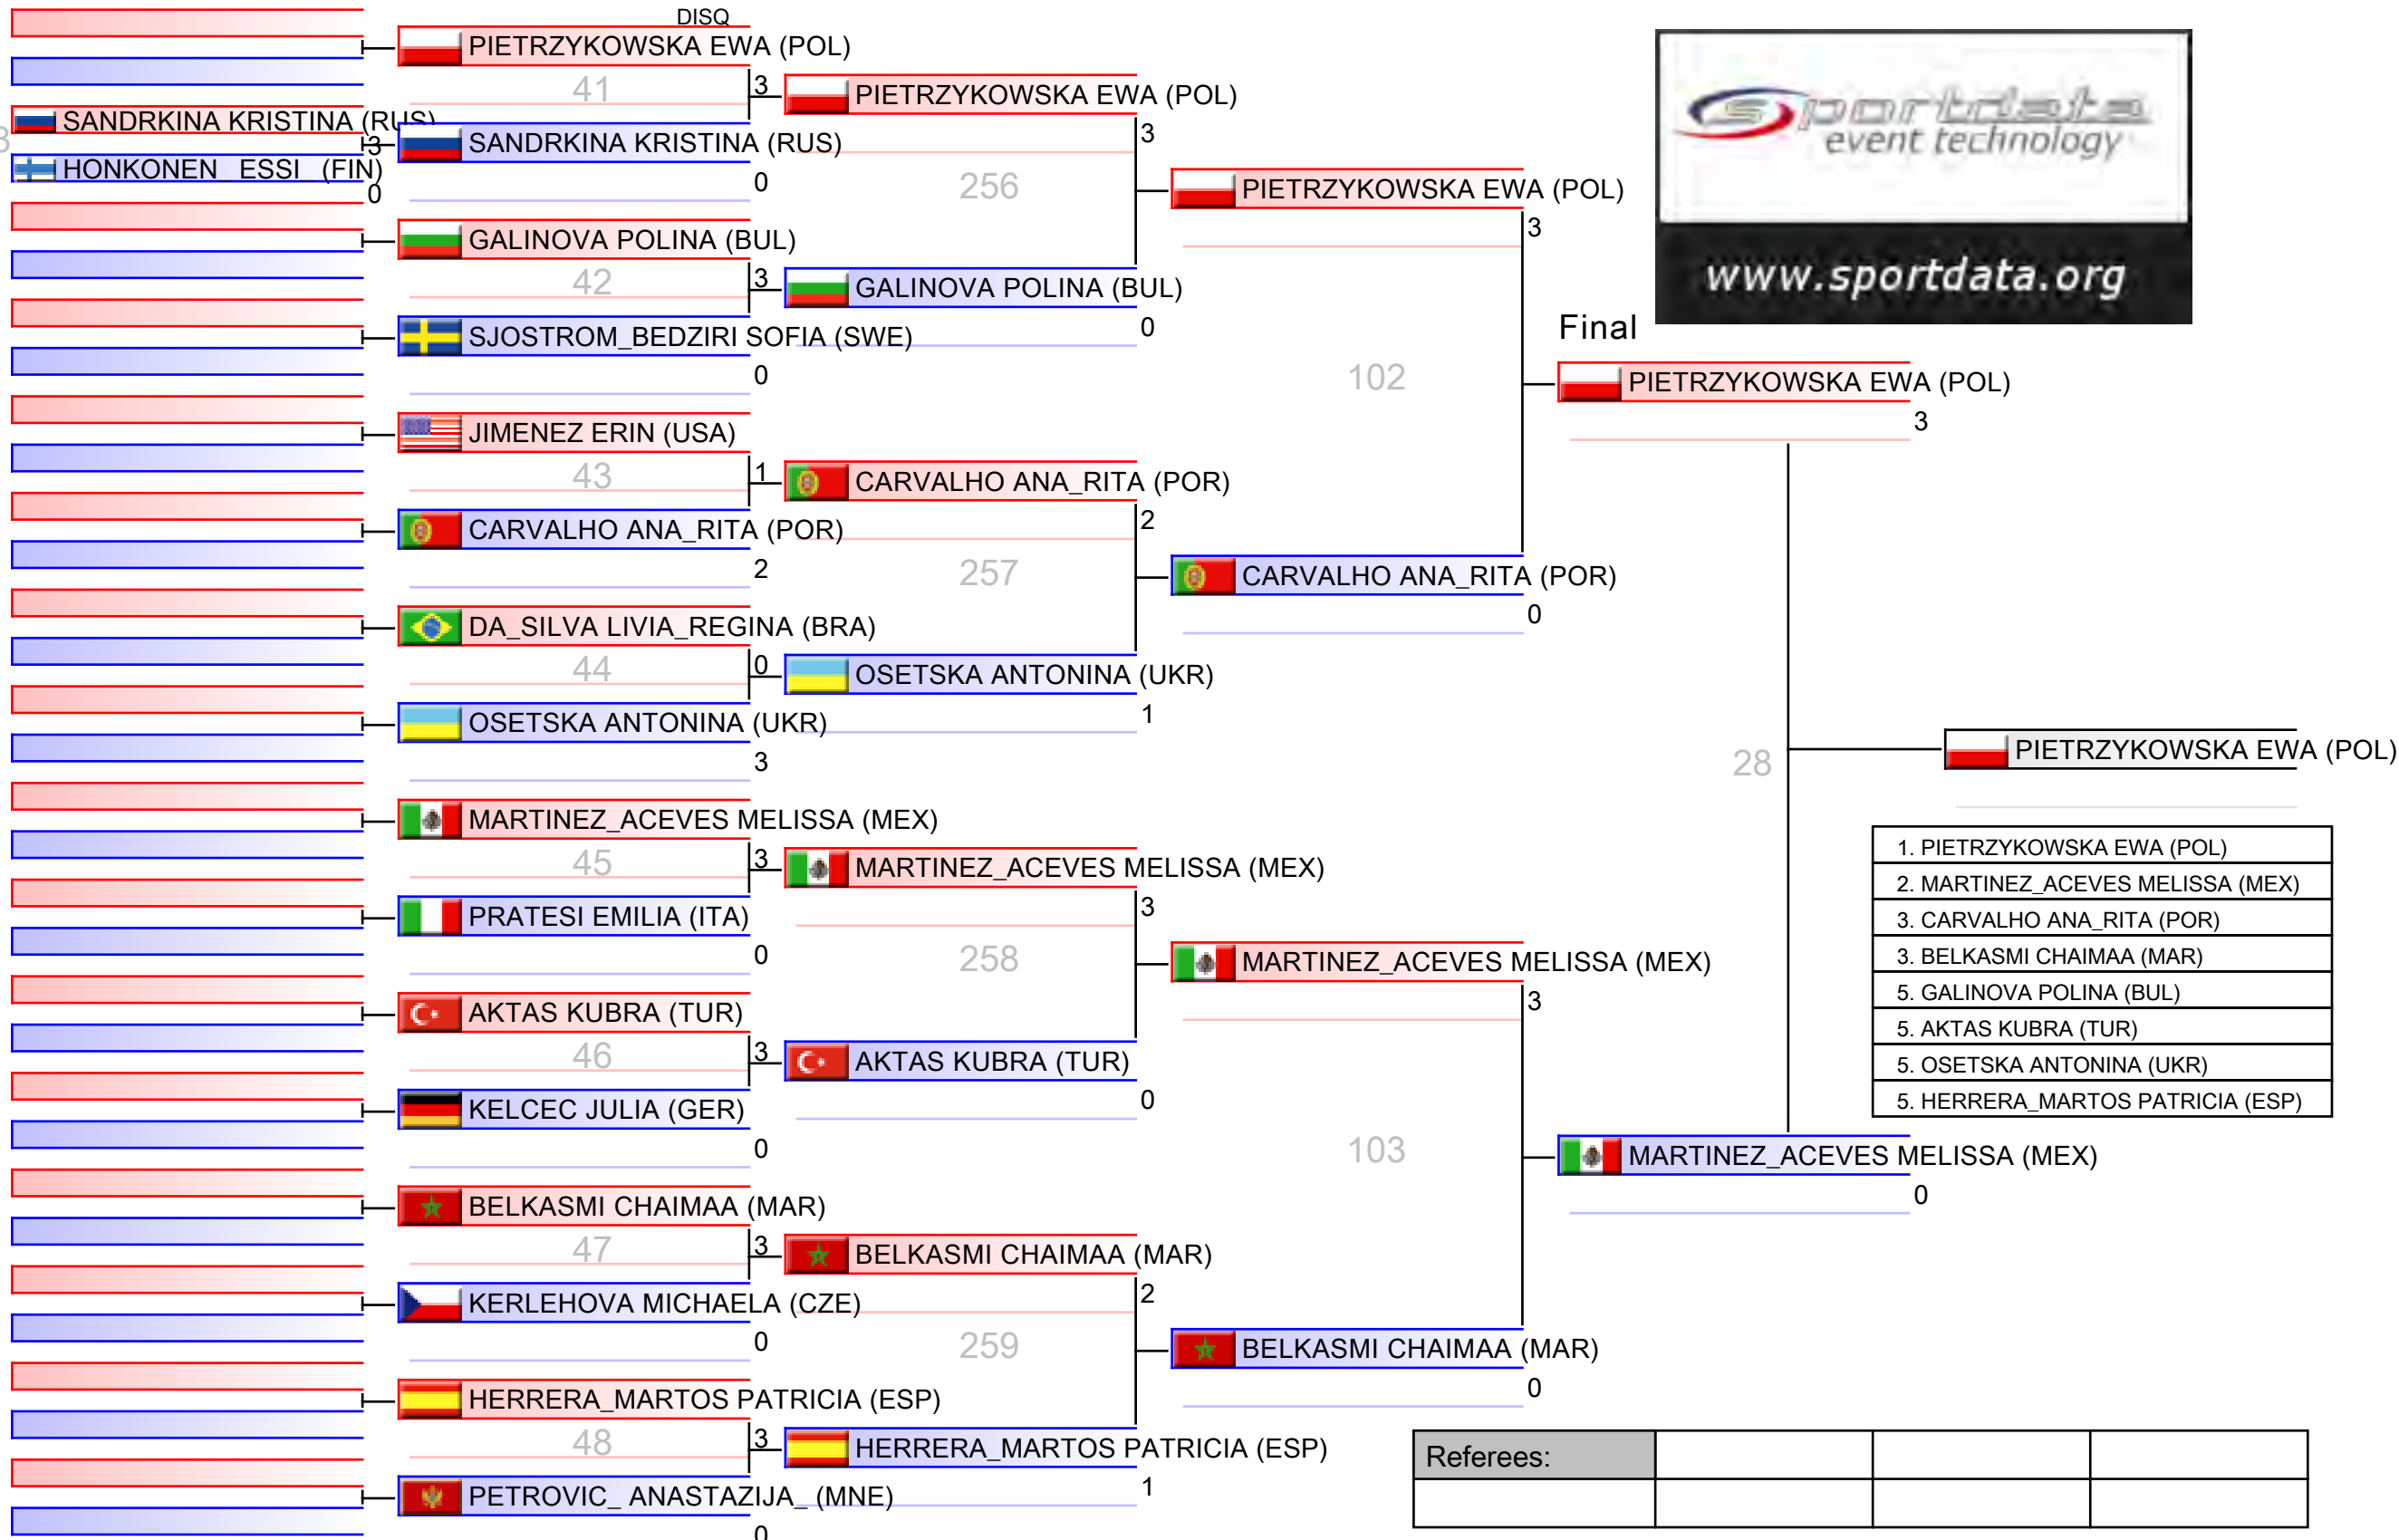 DISQ
PIETRZYKOWSKA EWA (POL)
41
3
PIETRZYKOWSKA EWA (POL)
SANDRKINA KRISTINA (RUS)
3
SANDRKINA KRISTINA (RUS)
3
HONKONEN_ ESSI_ (FIN)
0
0
256
PIETRZYKOWSKA EWA (POL)
3
GALINOVA POLINA (BUL)
42
3
GALINOVA POLINA (BUL)
0
SJOSTROM_BEDZIRI SOFIA (SWE)
0
102
JIMENEZ ERIN (USA)
43
1
CARVALHO ANA_RITA (POR)
2
CARVALHO ANA_RITA (POR)
2
257
CARVALHO ANA_RITA (POR)
0
DA_SILVA LIVIA_REGINA (BRA)
44
0
OSETSKA ANTONINA (UKR)
1
OSETSKA ANTONINA (UKR)
3
MARTINEZ_ACEVES MELISSA (MEX)
45
3
MARTINEZ_ACEVES MELISSA (MEX)
3
PRATESI EMILIA (ITA)
0
258
MARTINEZ_ACEVES MELISSA (MEX)
3
AKTAS KUBRA (TUR)
46
3
AKTAS KUBRA (TUR)
0
KELCEC JULIA (GER)
0
103
BELKASMI CHAIMAA (MAR)
47
3
BELKASMI CHAIMAA (MAR)
2
KERLEHOVA MICHAELA (CZE)
0
259
BELKASMI CHAIMAA (MAR)
0
HERRERA_MARTOS PATRICIA (ESP)
48
3
HERRERA_MARTOS PATRICIA (ESP)
1
PETROVIC_ ANASTAZIJA_ (MNE)
0
sportdata
event technology
www.sportdata.org
Final
PIETRZYKOWSKA EWA (POL)
3
28
PIETRZYKOWSKA EWA (POL)
MARTINEZ_ACEVES MELISSA (MEX)
0
1. PIETRZYKOWSKA EWA (POL)
2. MARTINEZ_ACEVES MELISSA (MEX)
3. CARVALHO ANA_RITA (POR)
3. BELKASMI CHAIMAA (MAR)
5. GALINOVA POLINA (BUL)
5. AKTAS KUBRA (TUR)
5. OSETSKA ANTONINA (UKR)
5. HERRERA_MARTOS PATRICIA (ESP)
Referees: